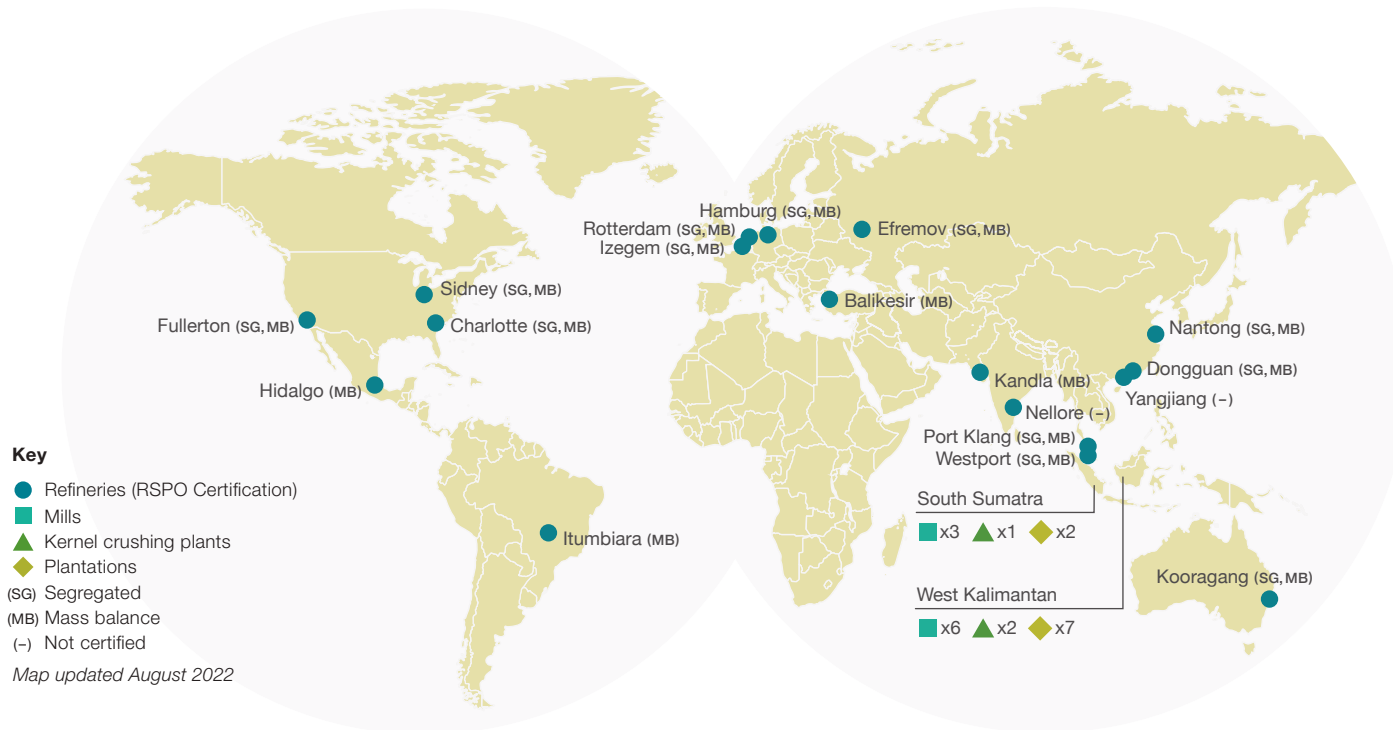 Hamburg (SG, MB)
Rotterdam (SG, MB)
Efremov (SG, MB)
Izegem (SG, MB)
Sidney (SG, MB)
Balikesir (MB)
Fullerton (SG, MB)
Charlotte (SG, MB)
Nantong (SG, MB)
Hidalgo (MB)
Kandla (MB)
Dongguan (SG, MB)
Yangjiang (–)
Nellore (–)
Port Klang (SG, MB)
Westport (SG, MB)
Key
Refineries (RSPO Certification)
Mills
Kernel crushing plants
Plantations
(SG) Segregated
(MB) Mass balance
(–) Not certified
Map updated August 2022
Itumbiara (MB)
South Sumatra
x3 x1 x2
West Kalimantan
x6 x2 x7
Kooragang (SG, MB)